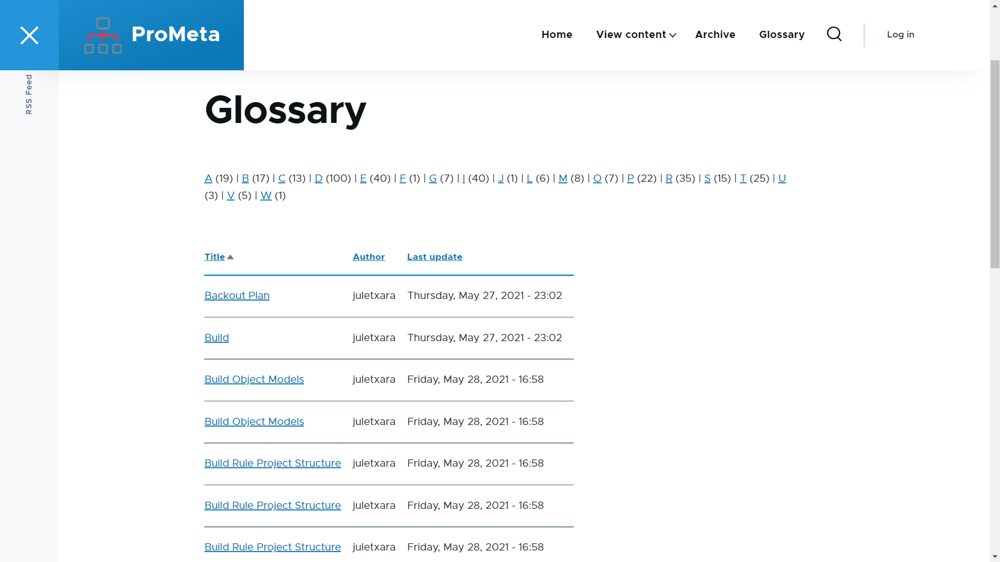 ProMeta
Home View content Archive Glossary Log in
RSS Feed
Glossary
A (19) | B (17) | C (13) | D (100) | E (40) | F (1) | G (7) | I (40) | J (1) | L (6) | M (8) | O (7) | P (22) | R (35) | S (15) | T (25) | U
(3) | V (5) | W (1)
Title Author Last update
Backout Plan juletxara Thursday, May 27, 2021 - 23:02
Build juletxara Thursday, May 27, 2021 - 23:02
Build Object Models juletxara Friday, May 28, 2021 - 16:58
Build Object Models juletxara Friday, May 28, 2021 - 16:58
Build Rule Project Structure juletxara Friday, May 28, 2021 - 16:58
Build Rule Project Structure juletxara Friday, May 28, 2021 - 16:58
Build Rule Project Structure juletxara Friday, May 28, 2021 - 16:58